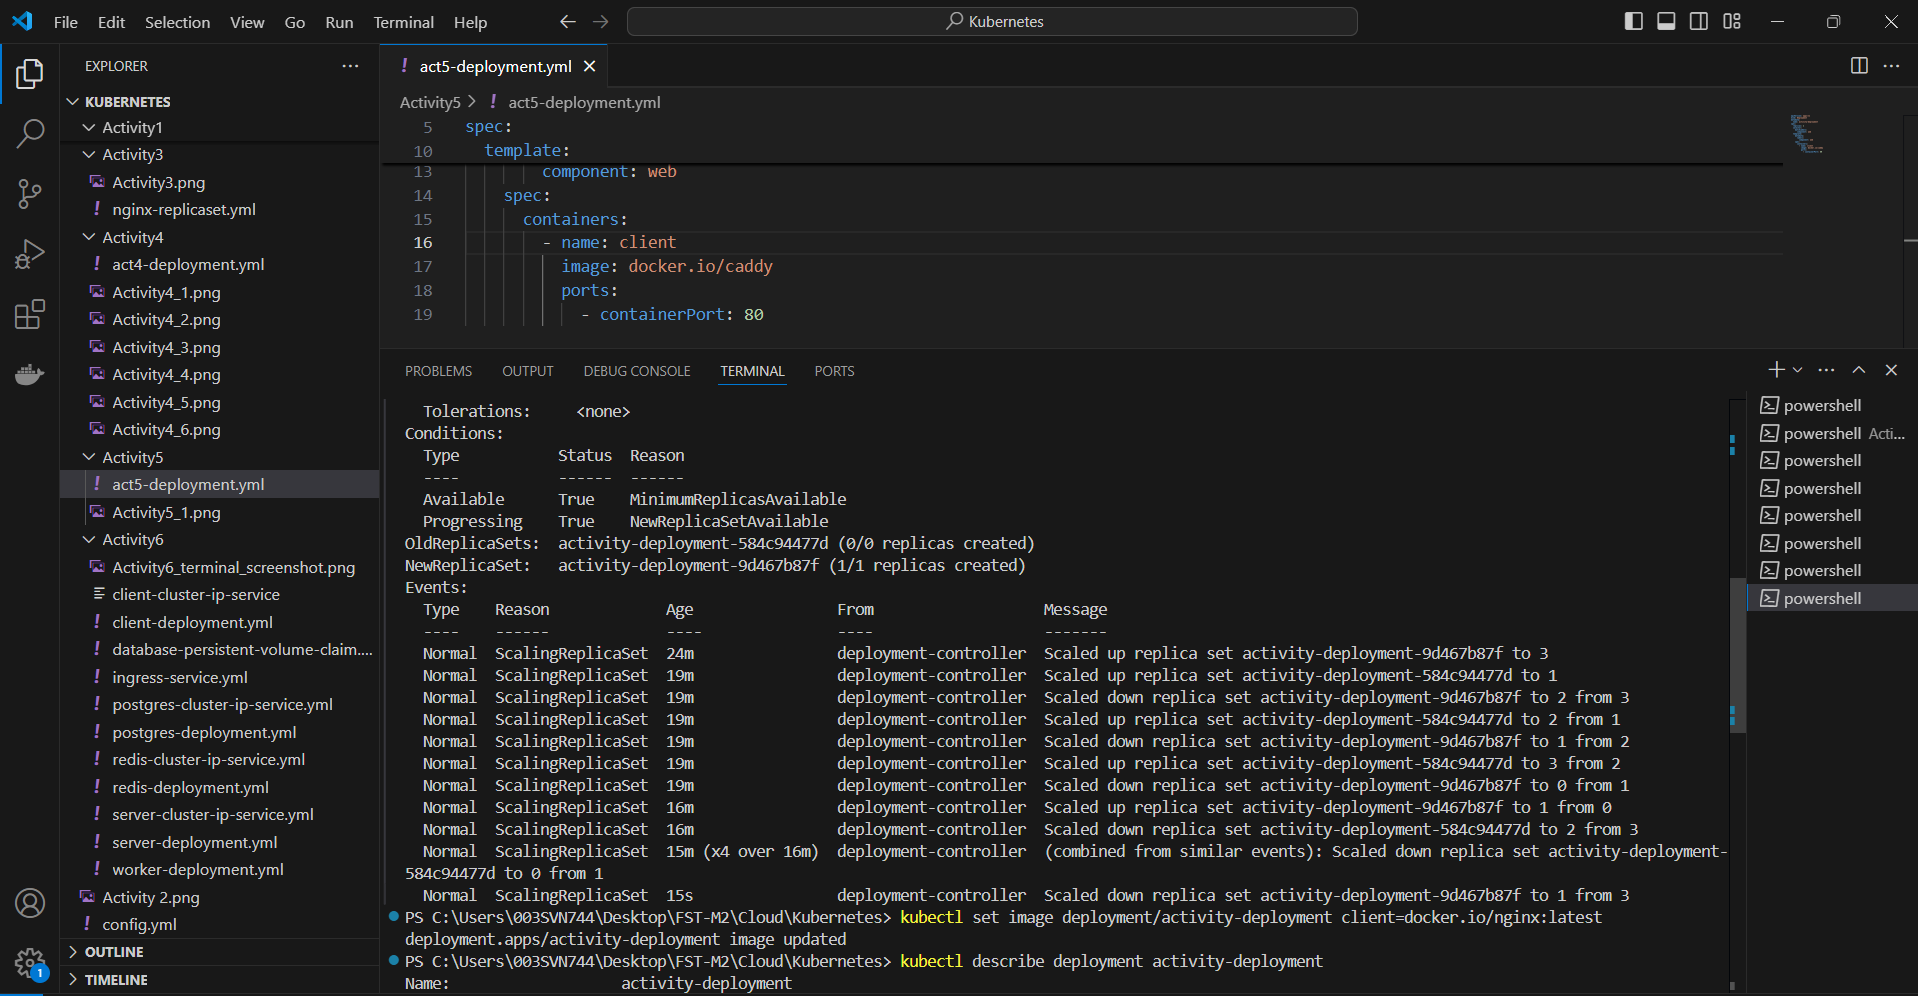 File Edit Selection View Go Run Terminal Help
Kubernetes
EXPLORER
KUBERNETES
Activity1
Activity3
Activity3.png
! nginx-replicaset.yml
Activity4
! act4-deployment.yml
Activity4_1.png
Activity4_2.png
Activity4_3.png
Activity4_4.png
Activity4_5.png
Activity4_6.png
Activity5
! act5-deployment.yml
Activity5_1.png
Activity6
Activity6_terminal_screenshot.png
client-cluster-ip-service
! client-deployment.yml
! database-persistent-volume-claim....
! ingress-service.yml
! postgres-cluster-ip-service.yml
! postgres-deployment.yml
! redis-cluster-ip-service.yml
! redis-deployment.yml
! server-cluster-ip-service.yml
! server-deployment.yml
! worker-deployment.yml
Activity 2.png
! config.yml
OUTLINE
TIMELINE
1
! act5-deployment.yml
Activity5 > ! act5-deployment.yml
5 spec:
10 template:
13 component: web
14 spec:
15 containers:
16 - name: client
17 image: docker.io/caddy
18 ports:
19 - containerPort: 80
PROBLEMS OUTPUT DEBUG CONSOLE TERMINAL PORTS
Tolerations: <none>
Conditions:
Type Status Reason
---- ------ ------
Available True MinimumReplicasAvailable
Progressing True NewReplicaSetAvailable
OldReplicaSets: activity-deployment-584c94477d (0/0 replicas created)
NewReplicaSet: activity-deployment-9d467b87f (1/1 replicas created)
Events:
Type Reason Age From Message
---- ------ ---- ---- -------
Normal ScalingReplicaSet 24m deployment-controller Scaled up replica set activity-deployment-9d467b87f to 3
Normal ScalingReplicaSet 19m deployment-controller Scaled up replica set activity-deployment-584c94477d to 1
Normal ScalingReplicaSet 19m deployment-controller Scaled down replica set activity-deployment-9d467b87f to 2 from 3
Normal ScalingReplicaSet 19m deployment-controller Scaled up replica set activity-deployment-584c94477d to 2 from 1
Normal ScalingReplicaSet 19m deployment-controller Scaled down replica set activity-deployment-9d467b87f to 1 from 2
Normal ScalingReplicaSet 19m deployment-controller Scaled up replica set activity-deployment-584c94477d to 3 from 2
Normal ScalingReplicaSet 19m deployment-controller Scaled down replica set activity-deployment-9d467b87f to 0 from 1
Normal ScalingReplicaSet 16m deployment-controller Scaled up replica set activity-deployment-9d467b87f to 1 from 0
Normal ScalingReplicaSet 16m deployment-controller Scaled down replica set activity-deployment-584c94477d to 2 from 3
Normal ScalingReplicaSet 15m (x4 over 16m) deployment-controller (combined from similar events): Scaled down replica set activity-deployment-
584c94477d to 0 from 1
Normal ScalingReplicaSet 15s deployment-controller Scaled down replica set activity-deployment-9d467b87f to 1 from 3
PS C:\Users\003SVN744\Desktop\FST-M2\Cloud\Kubernetes> kubectl set image deployment/activity-deployment client=docker.io/nginx:latest
deployment.apps/activity-deployment image updated
PS C:\Users\003SVN744\Desktop\FST-M2\Cloud\Kubernetes> kubectl describe deployment activity-deployment
Name: activity-deployment
powershell
powershell Acti...
powershell
powershell
powershell
powershell
powershell
powershell